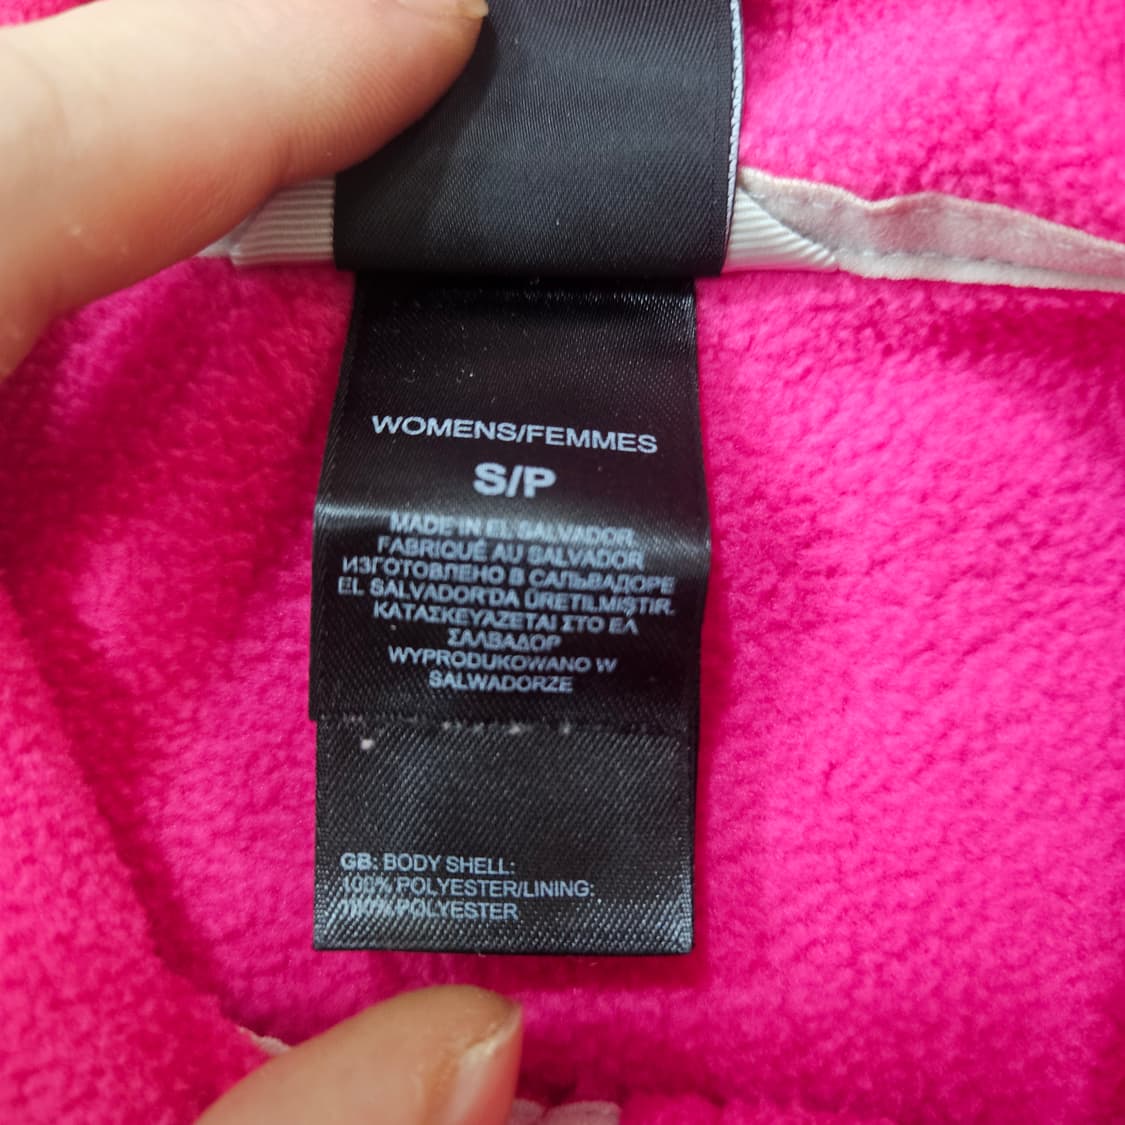 WOMENS/FEMMES
S/P
MADE IN EL SALVADOR
FABRIQUÉ AU SALVADOR
ИЗГОТОВЛЕНО В САЛЬВАДОРЕ
EL SALVADOR'DA ÜRETILMIŞTIR.
ΚΑΤΑΣΚΕΥΑΖΕΤΑΙ ΣΤΟ ΕΛ
ΣΑΛΒΑΔΟΡ
WYPRODUKOWANO W
SALWADORZE
GB: BODY SHELL:
100% POLYESTER/LINING:
100% POLYESTER